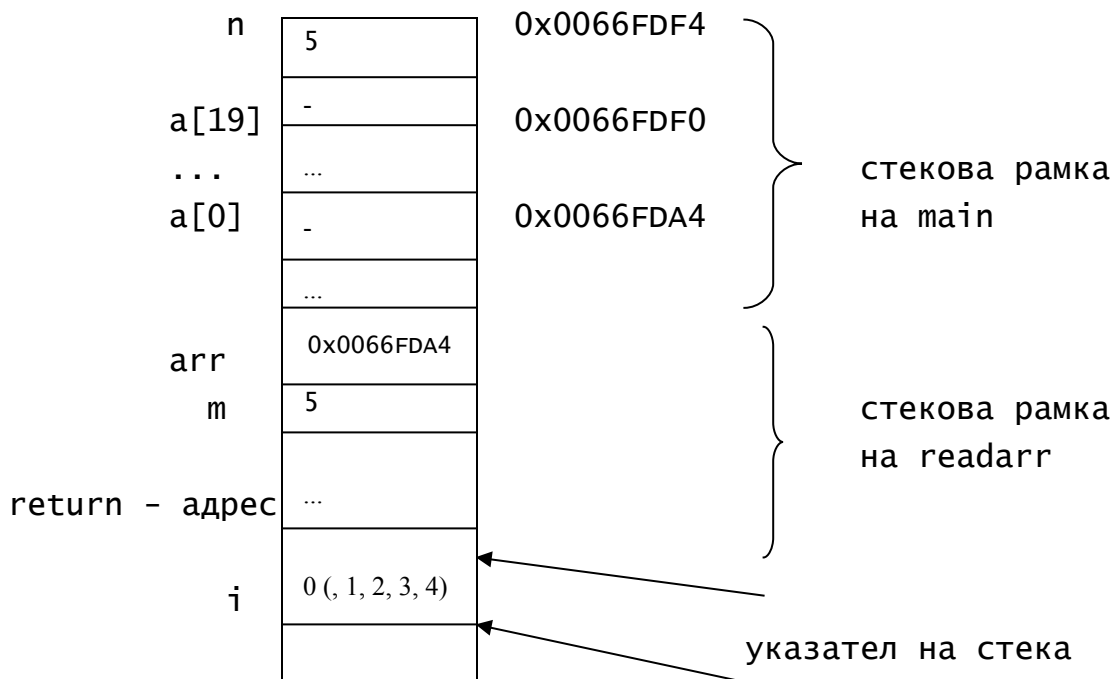 n 5 0x0066FDF4
a[19] - 0x0066FDF0
... ... стекова рамка
a[0] - 0x0066FDA4 на main
...
arr 0x0066FDA4
m 5 стекова рамка
на readarr
return - адрес ...
i 0 (, 1, 2, 3, 4)
указател на стека